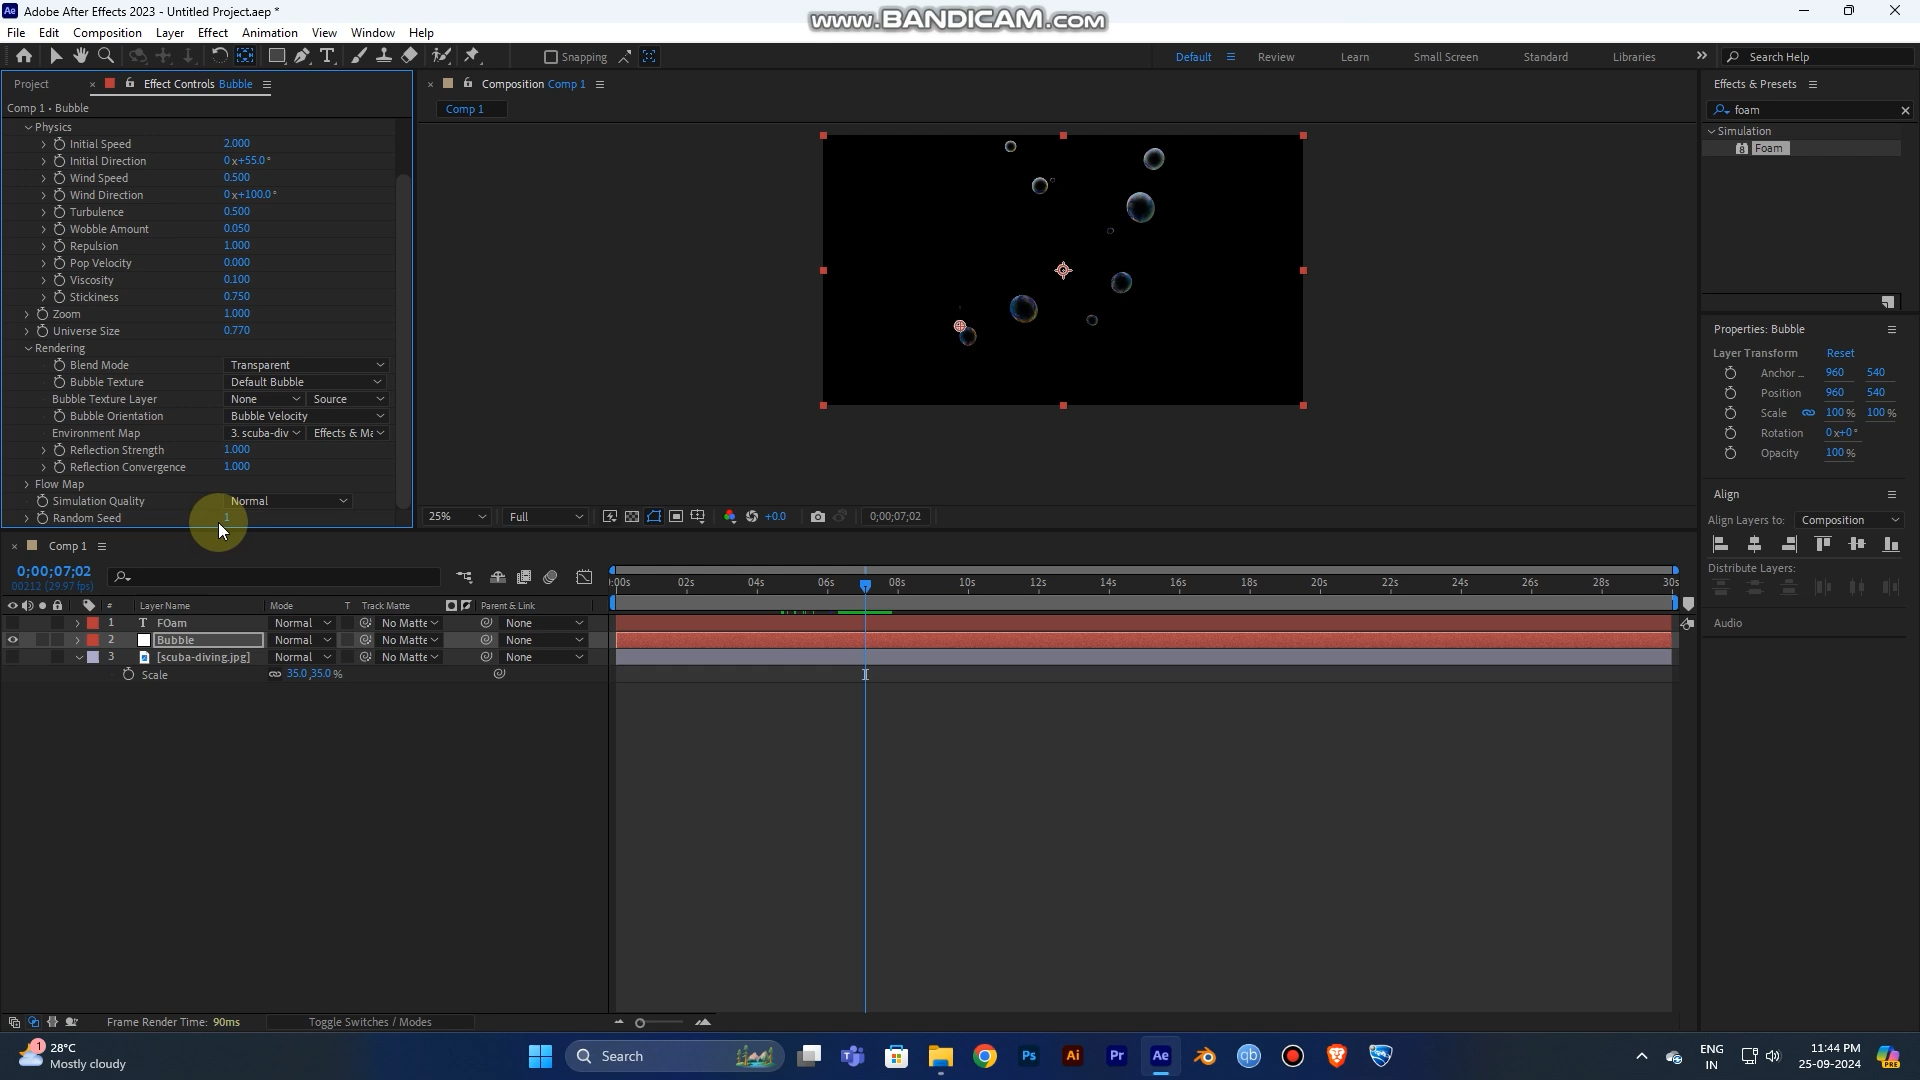 Adobe After Effects 2023 - Untitled Project.aep *
www.BANDICAM.com
File Edit Composition Layer Effect Animation View Window Help
Snapping Default Review Learn Small Screen Standard Libraries Search Help
Project Effect Controls Bubble Composition Comp 1 Effects & Presets
Comp 1 • Bubble
Comp 1
foam
Simulation
Foam
Physics
Initial Speed 2.000
Initial Direction 0x+55.0°
Wind Speed 0.500
Wind Direction 0x+100.0°
Turbulence 0.500
Wobble Amount 0.050
Repulsion 1.000
Pop Velocity 0.000
Viscosity 0.100
Stickiness 0.750
Zoom 1.000
Universe Size 0.770
Rendering
Blend Mode Transparent
Bubble Texture Default Bubble
Bubble Texture Layer None Source
Bubble Orientation Bubble Velocity
Environment Map 3. scuba-div Effects & Ma
Reflection Strength 1.000
Reflection Convergence 1.000
Flow Map
Simulation Quality Normal
Random Seed 1
25% Full +0.0 0;00;07;02
Properties: Bubble
Layer Transform Reset
Anchor ... 960 540
Position 960 540
Scale 100% 100%
Rotation 0x+0°
Opacity 100%
Align
Align Layers to: Composition
Distribute Layers:
Audio
Comp 1
0;00;07;02
00212 (29.97 fps)
:00s 02s 04s 06s 08s 10s 12s 14s 16s 18s 20s 22s 24s 26s 28s 30s
# Layer Name Mode T Track Matte Parent & Link
1 T FOam Normal No Matte None
2 Bubble Normal No Matte None
3 [scuba-diving.jpg] Normal No Matte None
Scale 35.0,35.0%
Frame Render Time: 90ms Toggle Switches / Modes
1 28°C
Mostly cloudy
Search
ENG
IN
11:44 PM
25-09-2024